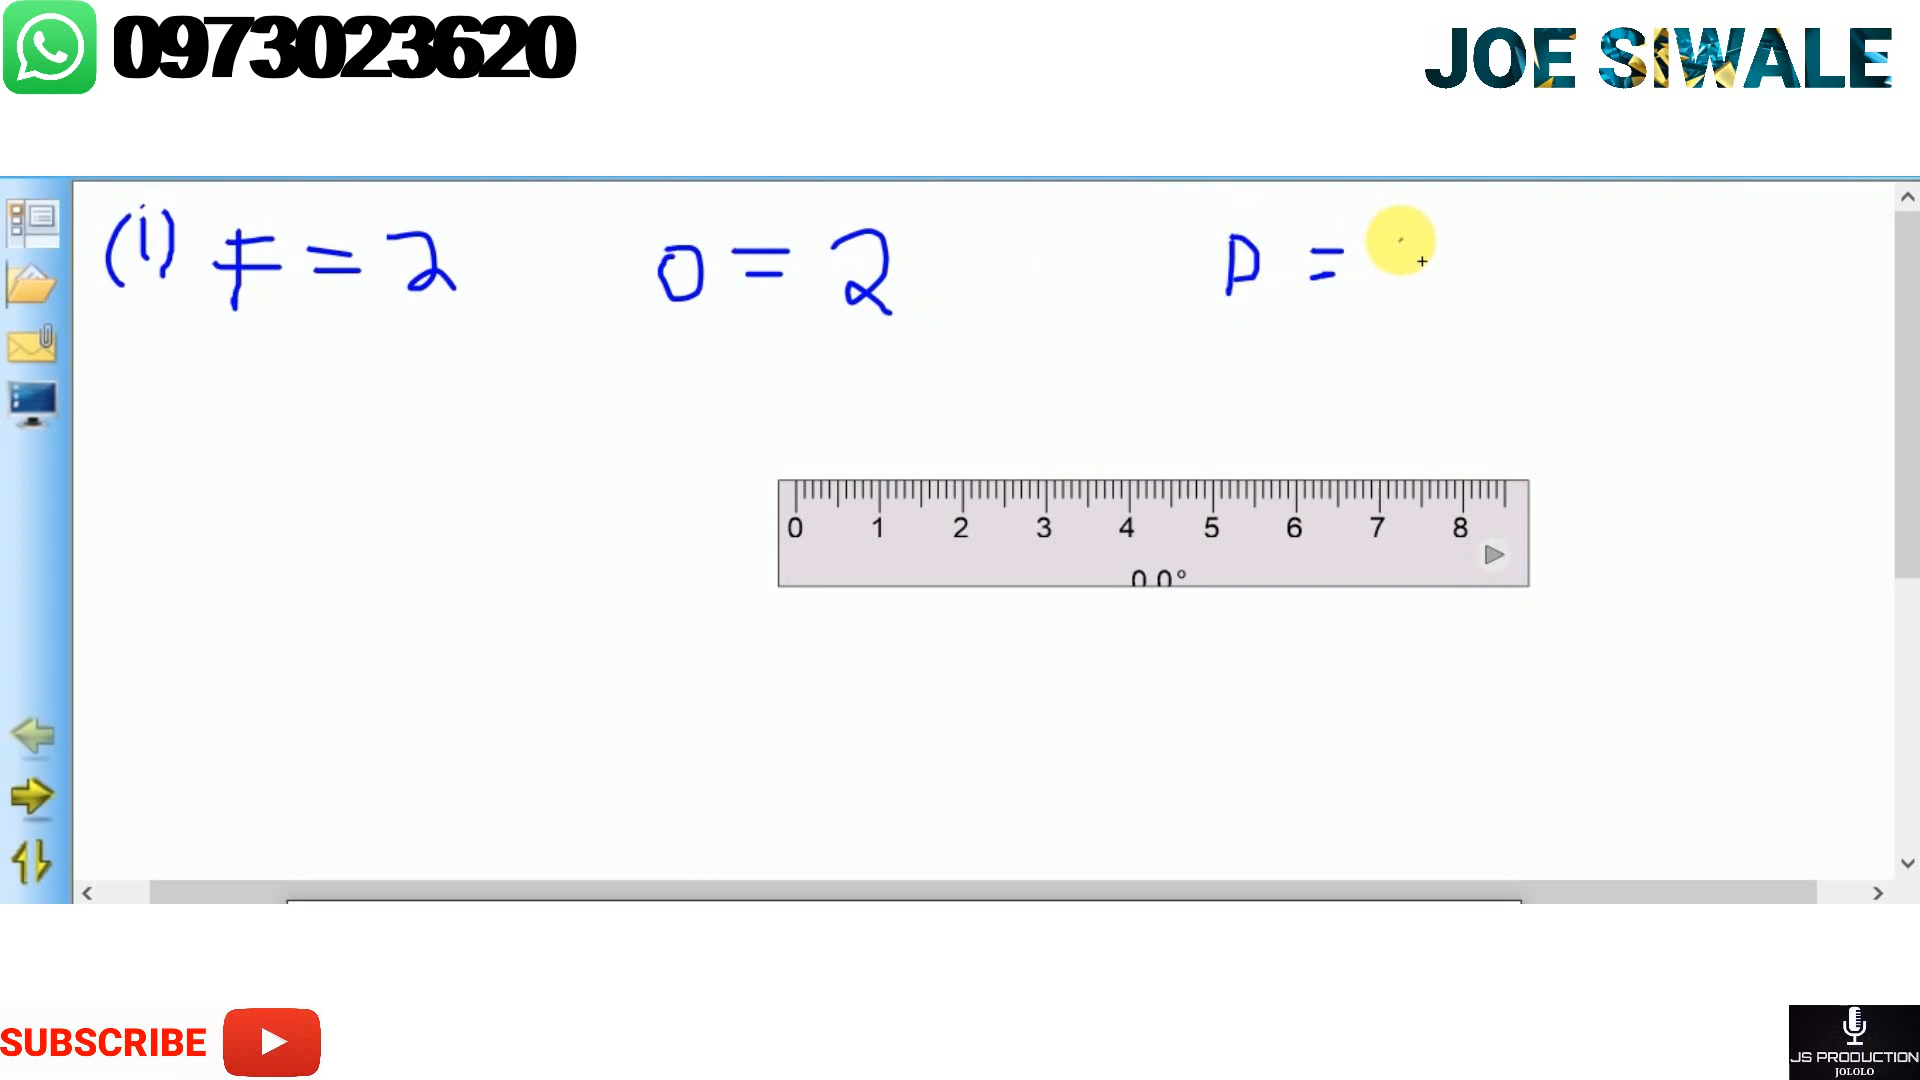 0973023620
JOE SIWALE
(i) F = 2 O = 2 D =
0 1 2 3 4 5 6 7 8
0.0°
SUBSCRIBE
JS PRODUCTION
JOLOLO